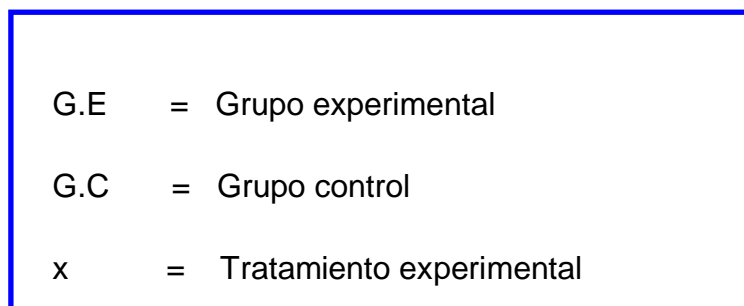 G.E = Grupo experimental
G.C = Grupo control
x = Tratamiento experimental